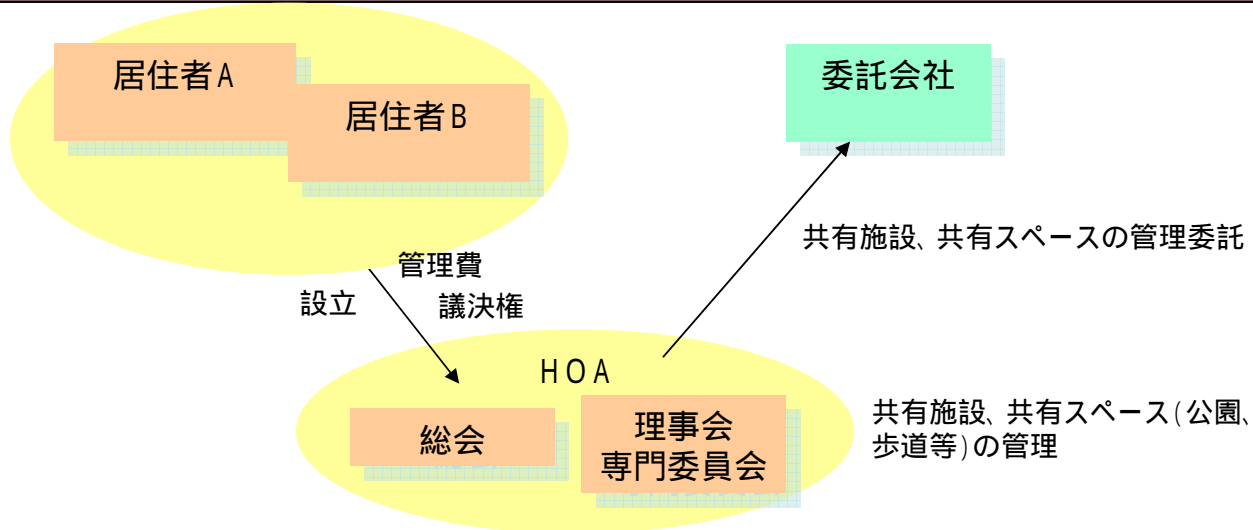 居住者A
居住者B
委託会社
共有施設、共有スペースの管理委託
管理費
設立
議決権
HOA
総会
理事会
専門委員会
共有施設、共有スペース(公園、
歩道等)の管理